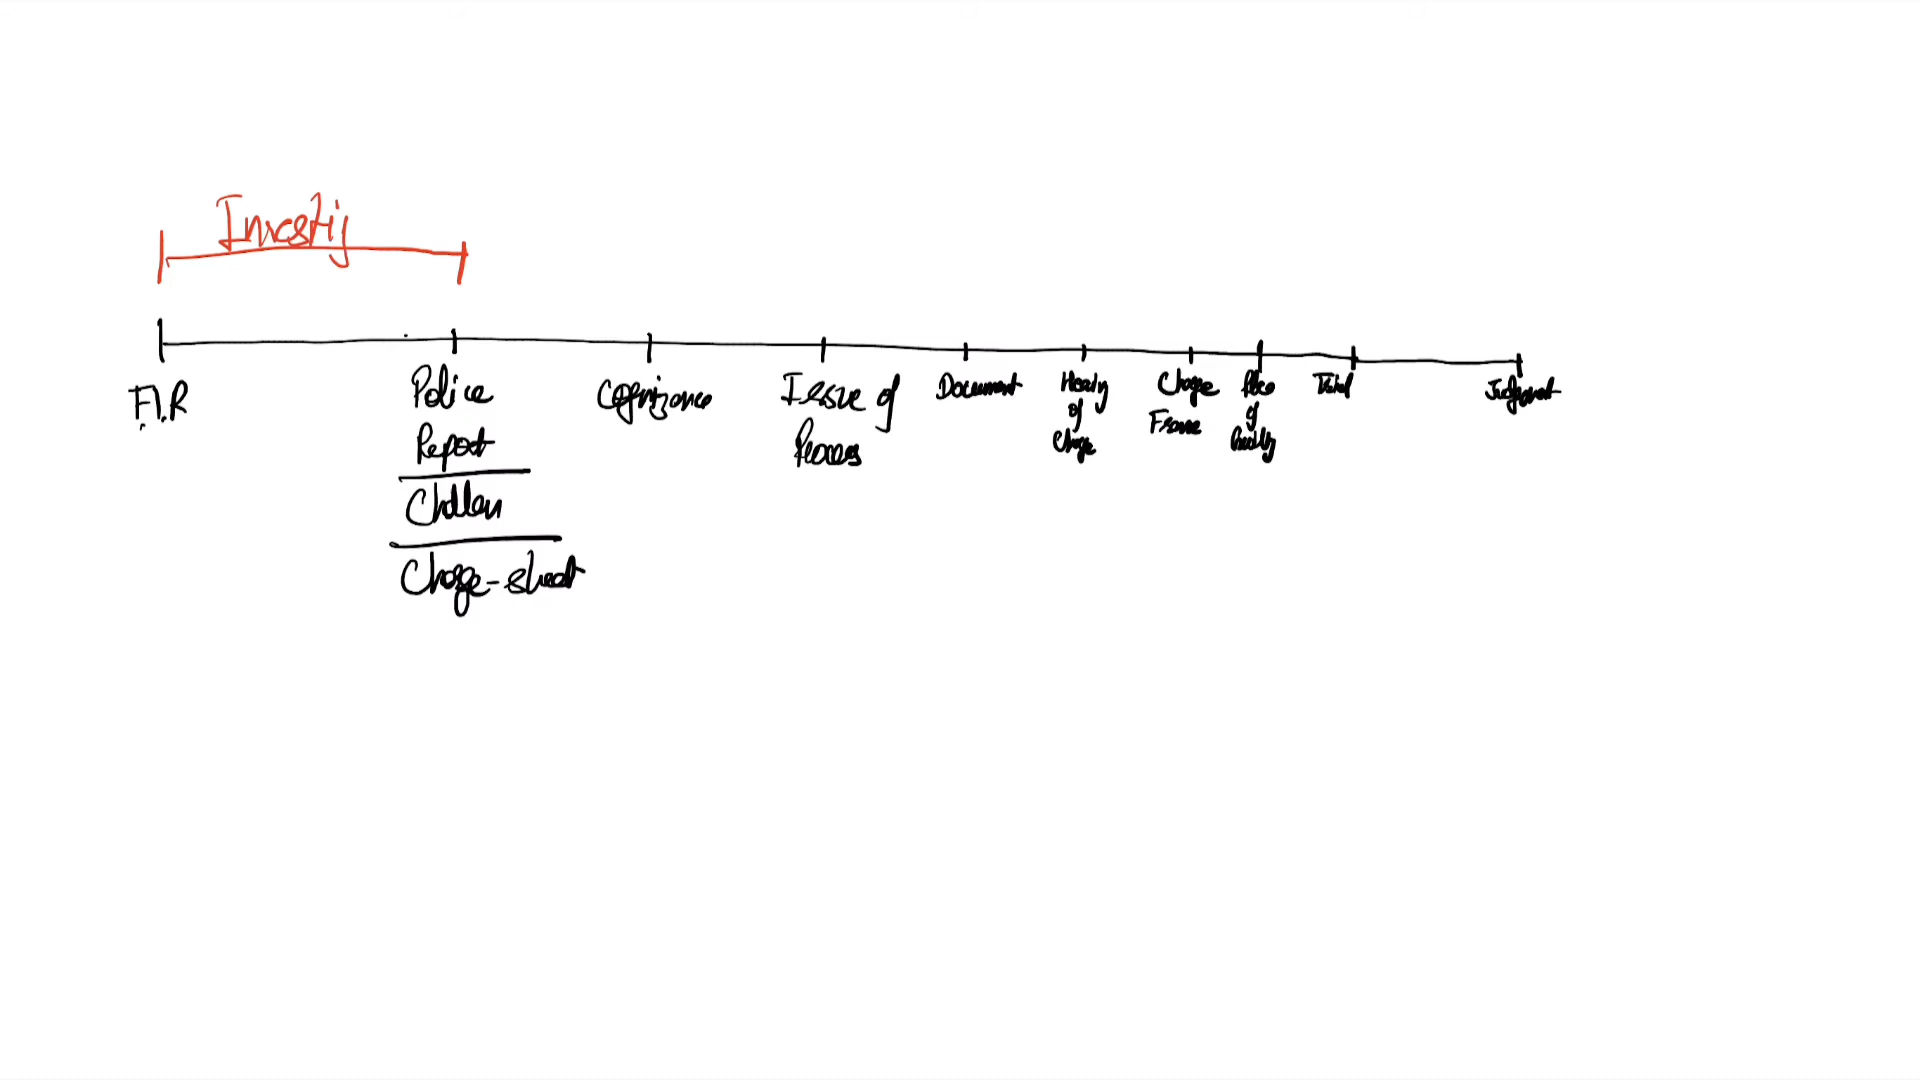 Investig
F.I.R
Police
Report
Challan
Charge-sheet
Cognizance
Issue of
Process
Document
Hearing
of
Charge
Charge
Frame
Plea
of
Guilty
Trial
Judgment